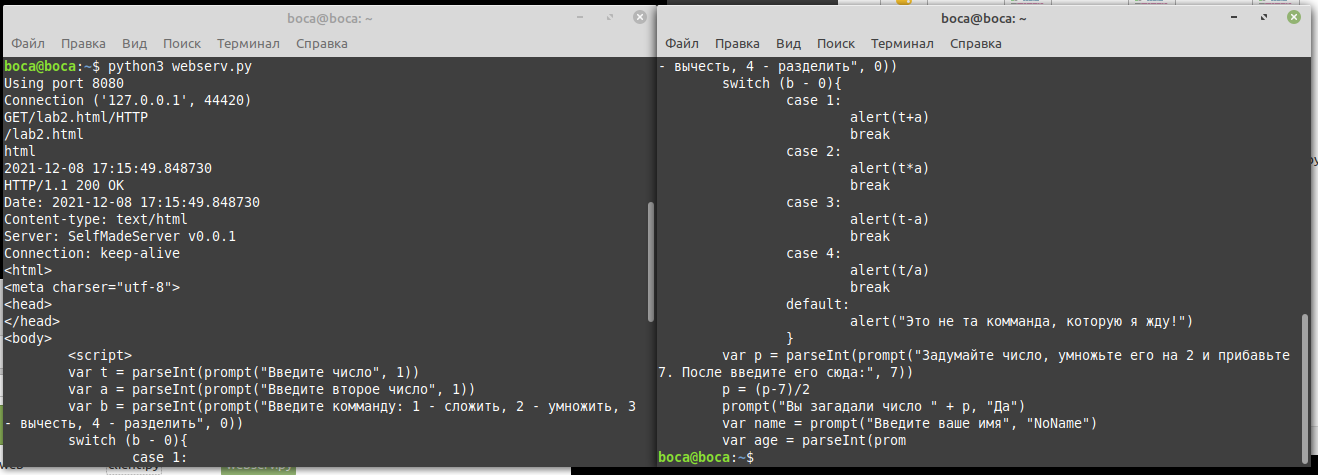 boca@boca: ~
Файл Правка Вид Поиск Терминал Справка
boca@boca:~$ python3 webserv.py
Using port 8080
Connection ('127.0.0.1', 44420)
GET/lab2.html/HTTP
/lab2.html
html
2021-12-08 17:15:49.848730
HTTP/1.1 200 OK
Date: 2021-12-08 17:15:49.848730
Content-type: text/html
Server: SelfMadeServer v0.0.1
Connection: keep-alive
<html>
<meta charser="utf-8">
<head>
</head>
<body>
<script>
var t = parseInt(prompt("Введите число", 1))
var a = parseInt(prompt("Введите второе число", 1))
var b = parseInt(prompt("Введите комманду: 1 - сложить, 2 - умножить, 3
- вычесть, 4 - разделить", 0))
switch (b - 0){
case 1:
boca@boca: ~
Файл Правка Вид Поиск Терминал Справка
- вычесть, 4 - разделить", 0))
switch (b - 0){
case 1:
alert(t+a)
break
case 2:
alert(t*a)
break
case 3:
alert(t-a)
break
case 4:
alert(t/a)
break
default:
alert("Это не та комманда, которую я жду!")
}
var p = parseInt(prompt("Задумайте число, умножьте его на 2 и прибавьте
7. После введите его сюда:", 7))
p = (p-7)/2
prompt("Вы загадали число " + p, "Да")
var name = prompt("Введите ваше имя", "NoName")
var age = parseInt(prom
boca@boca:~$
web client.py webserv.py